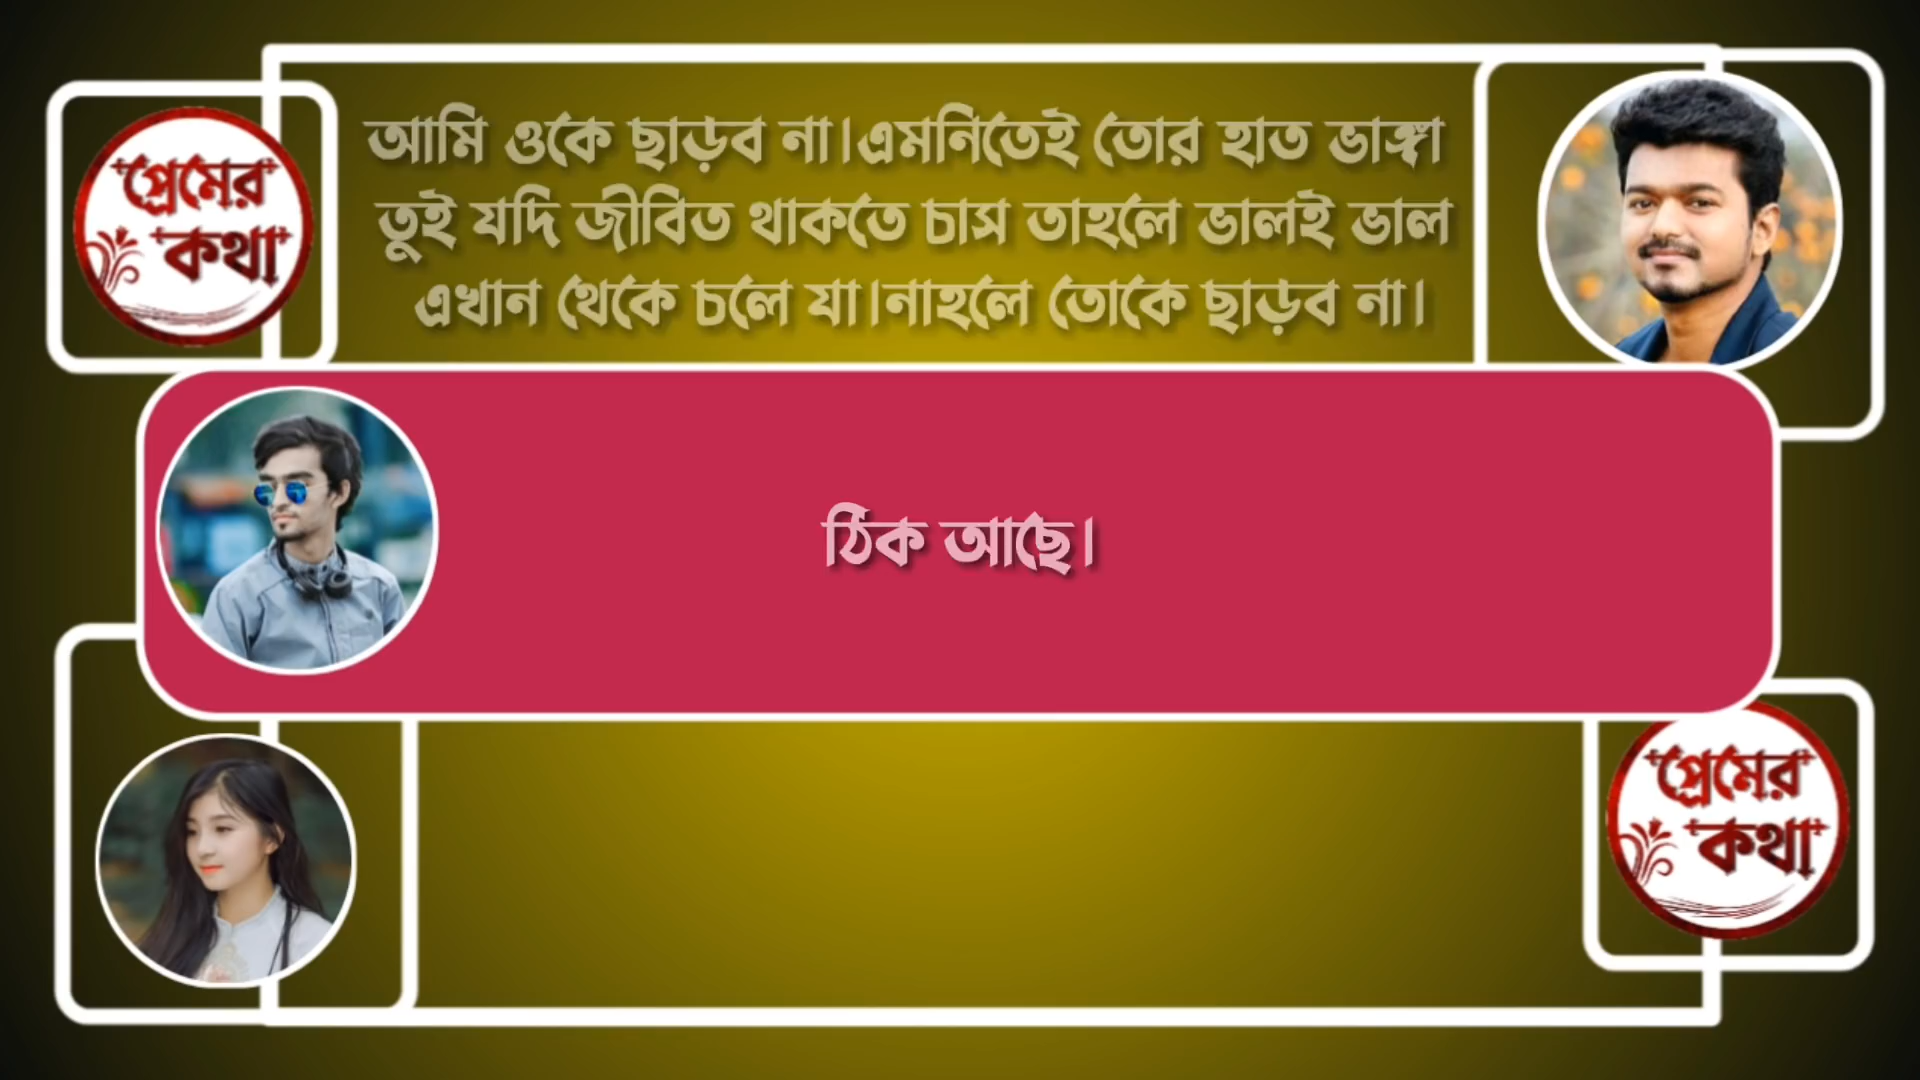 প্রেমের
কথা
আমি ওকে ছাড়ব না।এমনিতেই তোর হাত ভাঙ্গা
তুই যদি জীবিত থাকতে চাস তাহলে ভালই ভাল
এখান থেকে চলে যা।নাহলে তোকে ছাড়ব না।
ঠিক আছে।
প্রেমের
কথা